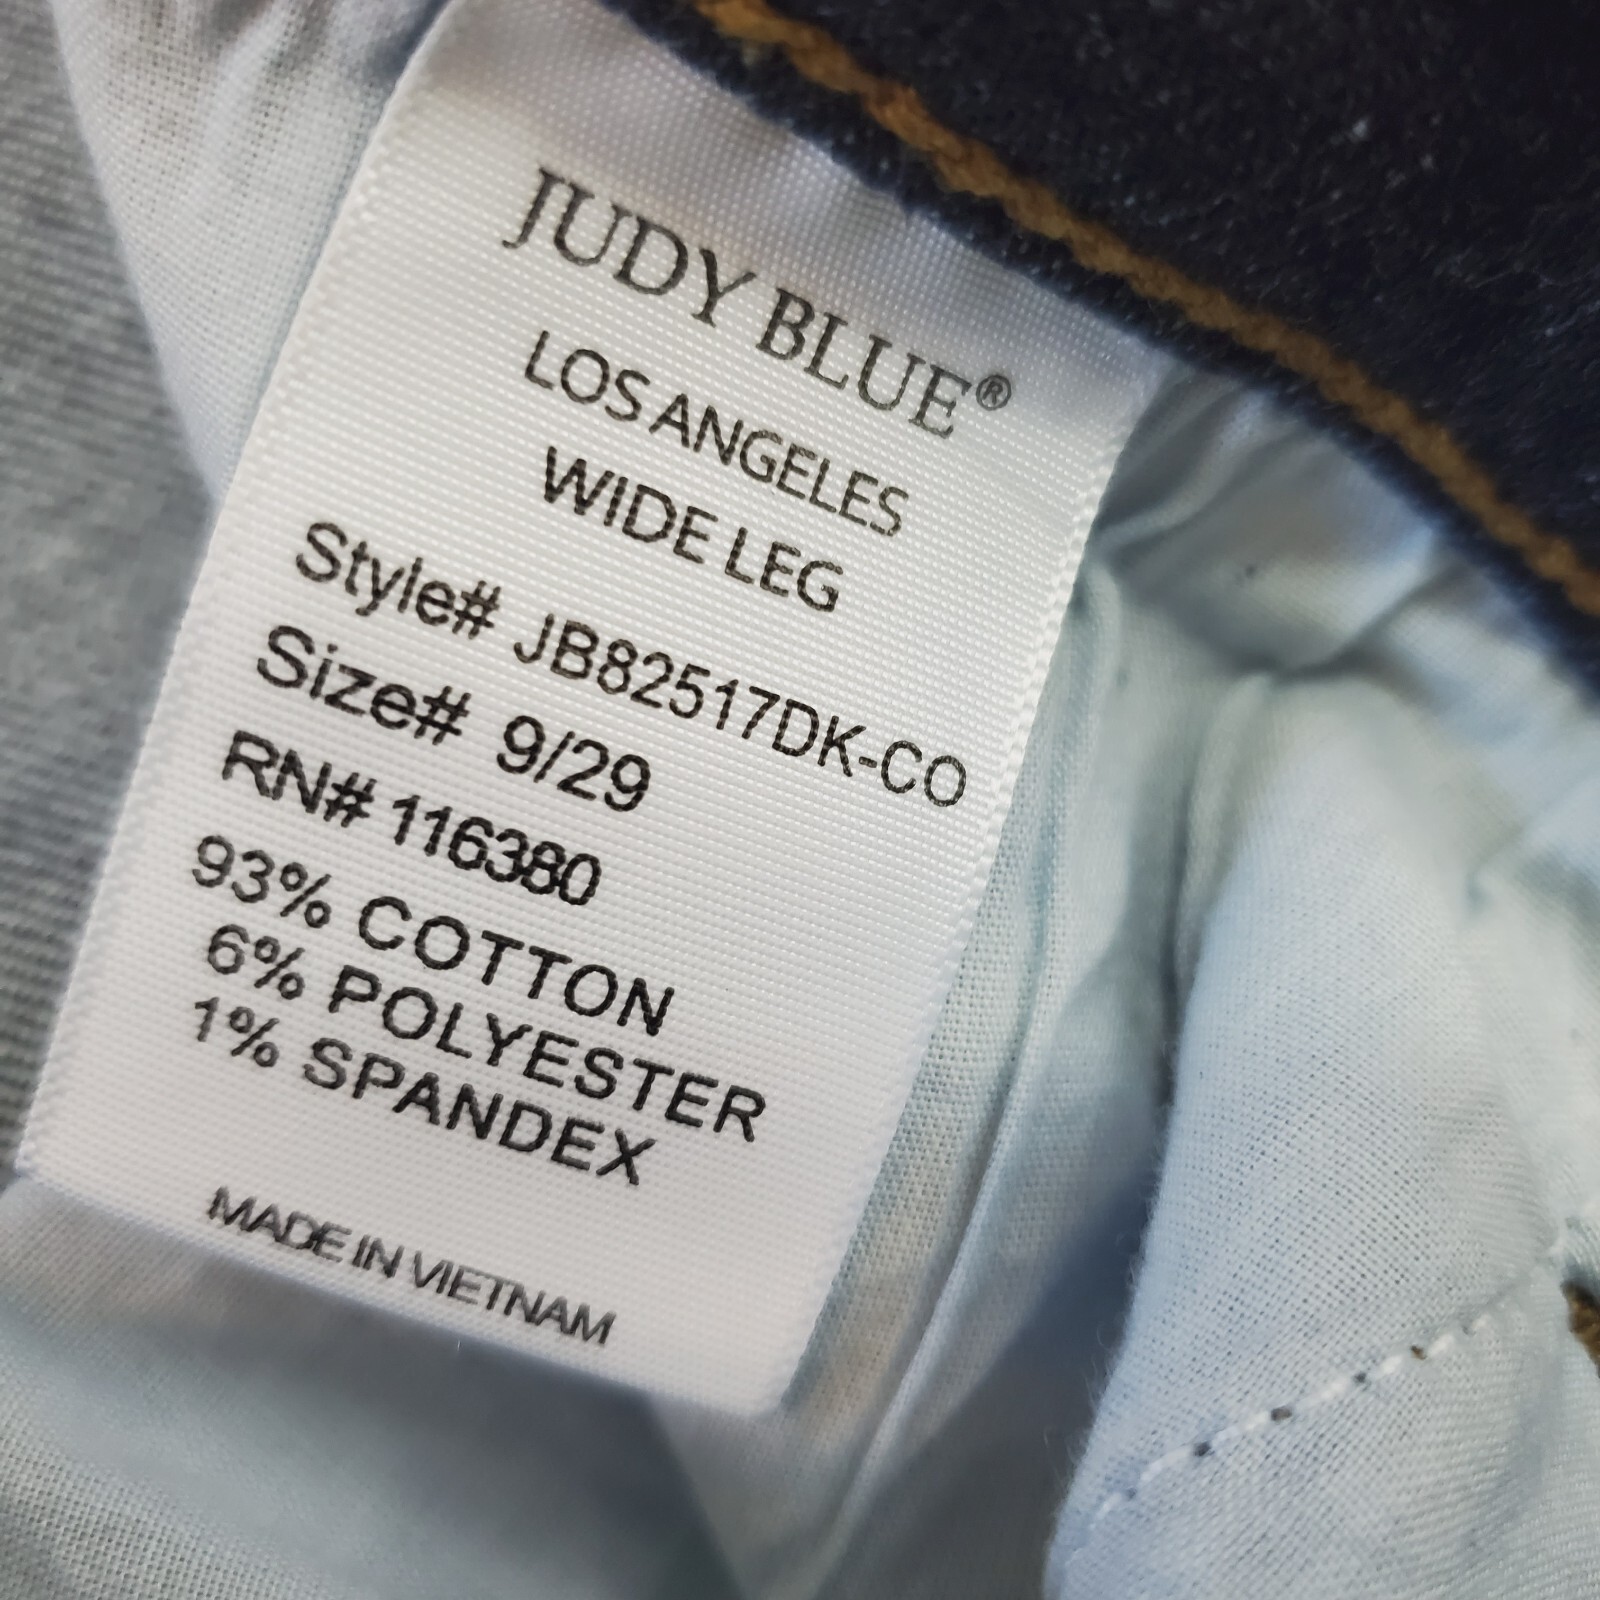 JUDY BLUE®
LOS ANGELES
WIDE LEG
Style# JB82517DK-CO
Size# 9/29
RN# 116380
93% COTTON
6% POLYESTER
1% SPANDEX
MADE IN VIETNAM